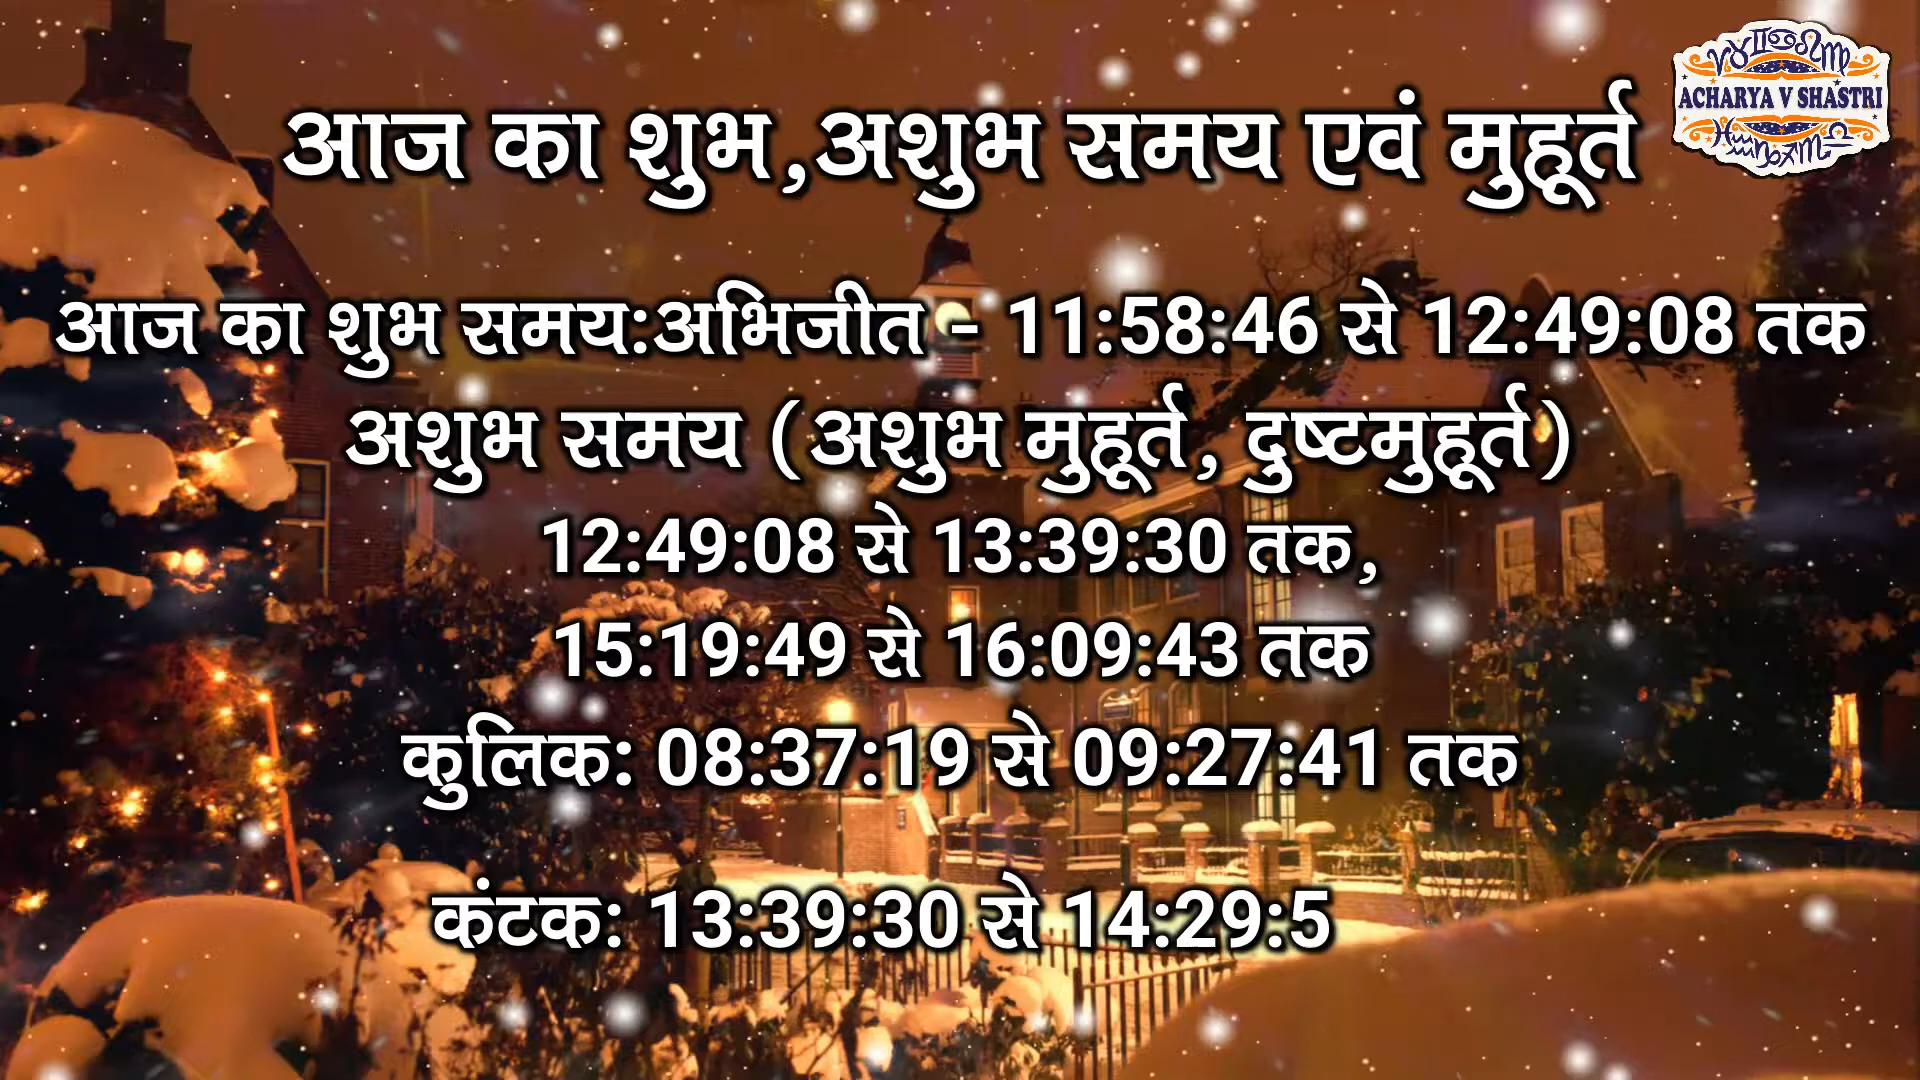 ACHARYA V SHASTRI
आज का शुभ,अशुभ समय एवं मुहूर्त
आज का शुभ समय:अभिजीत - 11:58:46 से 12:49:08 तक
अशुभ समय (अशुभ मुहूर्त, दुष्टमुहूर्त)
12:49:08 से 13:39:30 तक,
15:19:49 से 16:09:43 तक
कुलिक: 08:37:19 से 09:27:41 तक
कंटक: 13:39:30 से 14:29:5